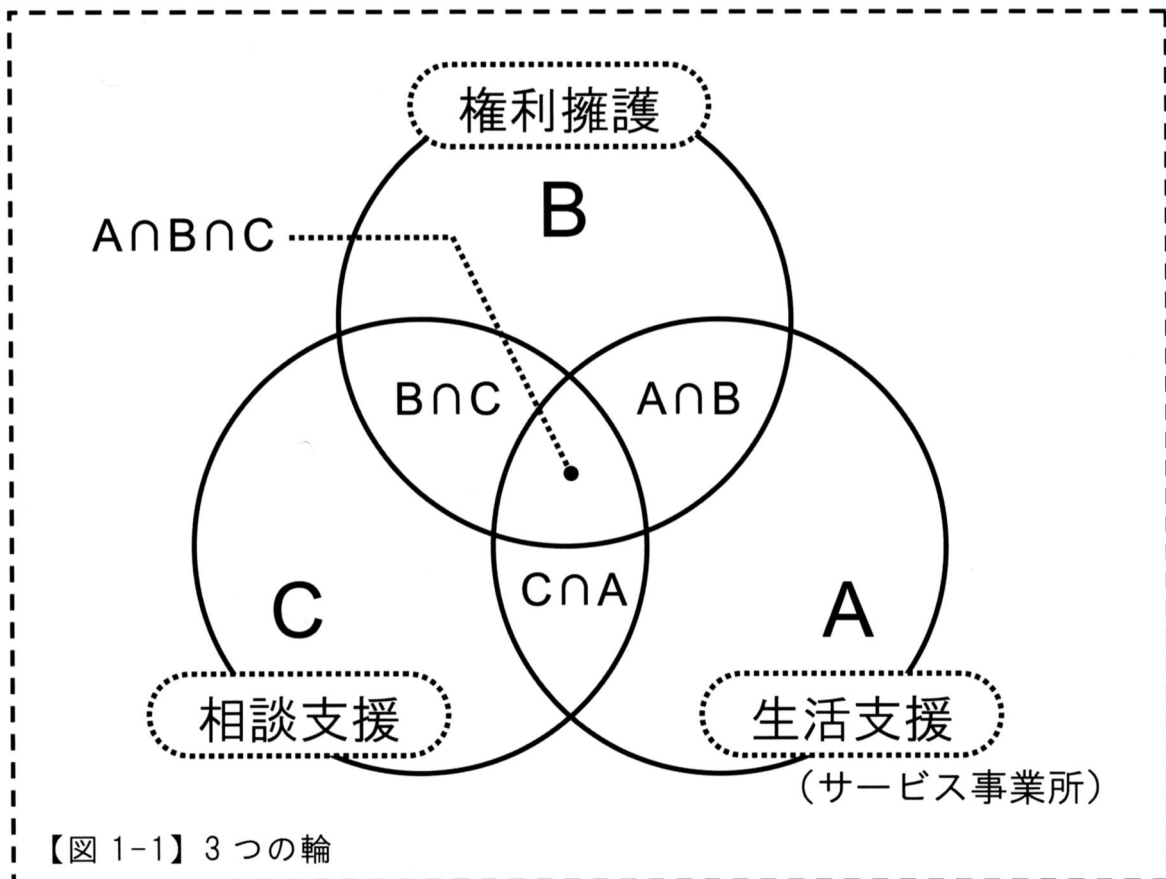 権利擁護
B
A∩B∩C
B∩C
A∩B
C∩A
C
A
相談支援
生活支援
（サービス事業所）
【図 1-1】3 つの輪